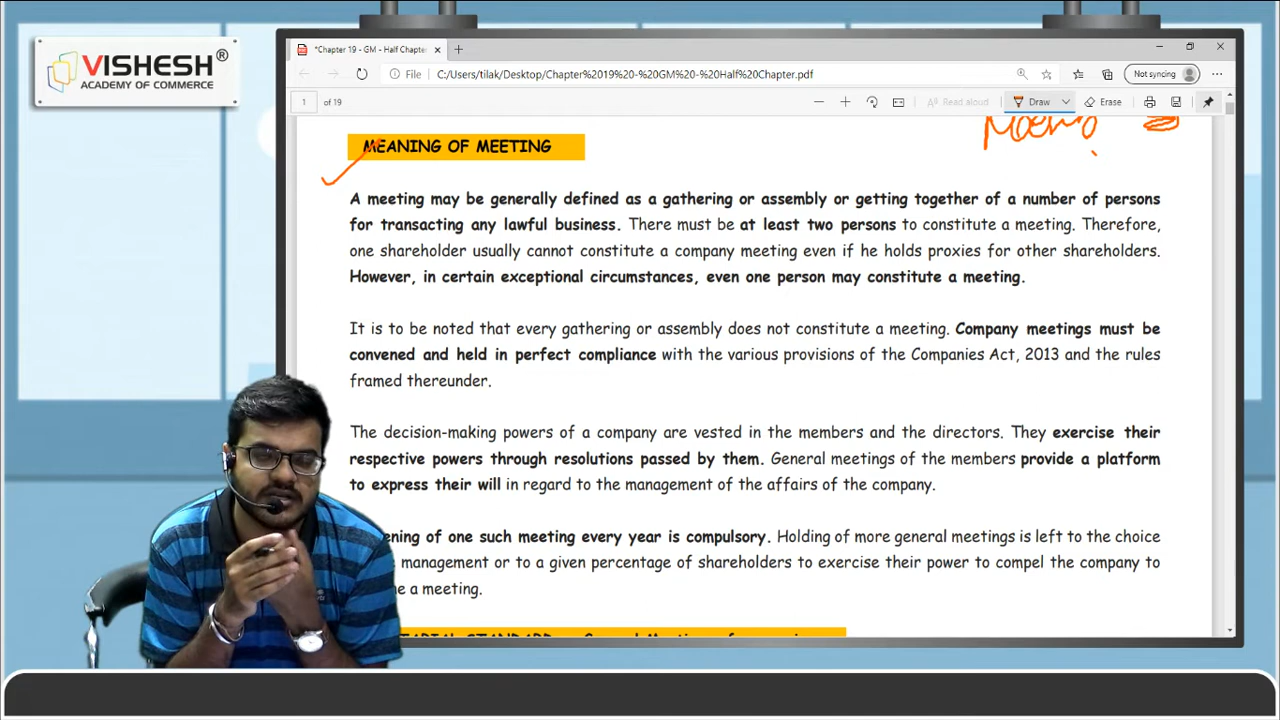 VISHESH®
ACADEMY OF COMMERCE
*Chapter 19 - GM - Half Chapte
File
C:/Users/tilak/Desktop/Chapter%2019%20-%20GM%20-%20Half%20Chapter.pdf
Not syncing
1 of 19
Read aloud
Draw
Erase
MEANING OF MEETING
A meeting may be generally defined as a gathering or assembly or getting together of a number of persons
for transacting any lawful business. There must be at least two persons to constitute a meeting. Therefore,
one shareholder usually cannot constitute a company meeting even if he holds proxies for other shareholders.
However, in certain exceptional circumstances, even one person may constitute a meeting.
It is to be noted that every gathering or assembly does not constitute a meeting. Company meetings must be
convened and held in perfect compliance with the various provisions of the Companies Act, 2013 and the rules
framed thereunder.
The decision-making powers of a company are vested in the members and the directors. They exercise their
respective powers through resolutions passed by them. General meetings of the members provide a platform
to express their will in regard to the management of the affairs of the company.
ening of one such meeting every year is compulsory. Holding of more general meetings is left to the choice
management or to a given percentage of shareholders to exercise their power to compel the company to
e a meeting.